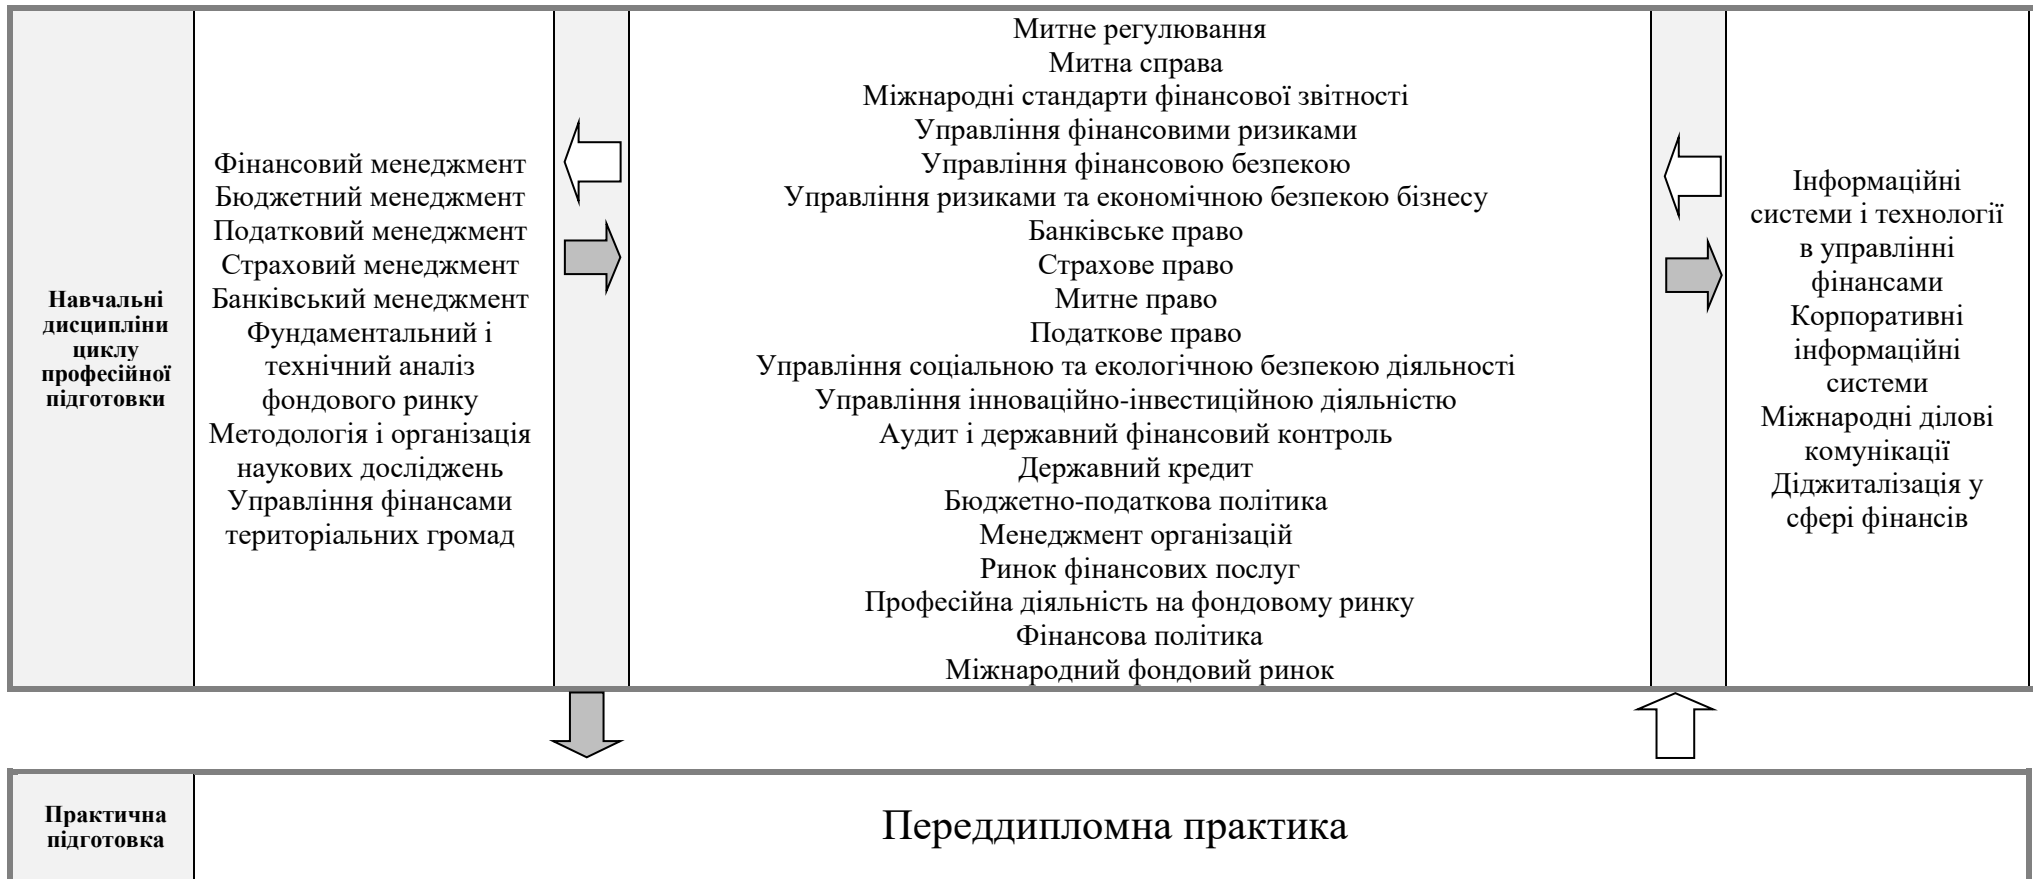 Навчальні
дисципліни
циклу
професійної
підготовки
Фінансовий менеджмент
Бюджетний менеджмент
Податковий менеджмент
Страховий менеджмент
Банківський менеджмент
Фундаментальний і
технічний аналіз
фондового ринку
Методологія і організація
наукових досліджень
Управління фінансами
територіальних громад
Митне регулювання
Митна справа
Міжнародні стандарти фінансової звітності
Управління фінансовими ризиками
Управління фінансовою безпекою
Управління ризиками та економічною безпекою бізнесу
Банківське право
Страхове право
Митне право
Податкове право
Управління соціальною та екологічною безпекою діяльності
Управління інноваційно-інвестиційною діяльністю
Аудит і державний фінансовий контроль
Державний кредит
Бюджетно-податкова політика
Менеджмент організацій
Ринок фінансових послуг
Професійна діяльність на фондовому ринку
Фінансова політика
Міжнародний фондовий ринок
Інформаційні
системи і технології
в управлінні
фінансами
Корпоративні
інформаційні
системи
Міжнародні ділові
комунікації
Діджиталізація у
сфері фінансів
Практична
підготовка
Переддипломна практика